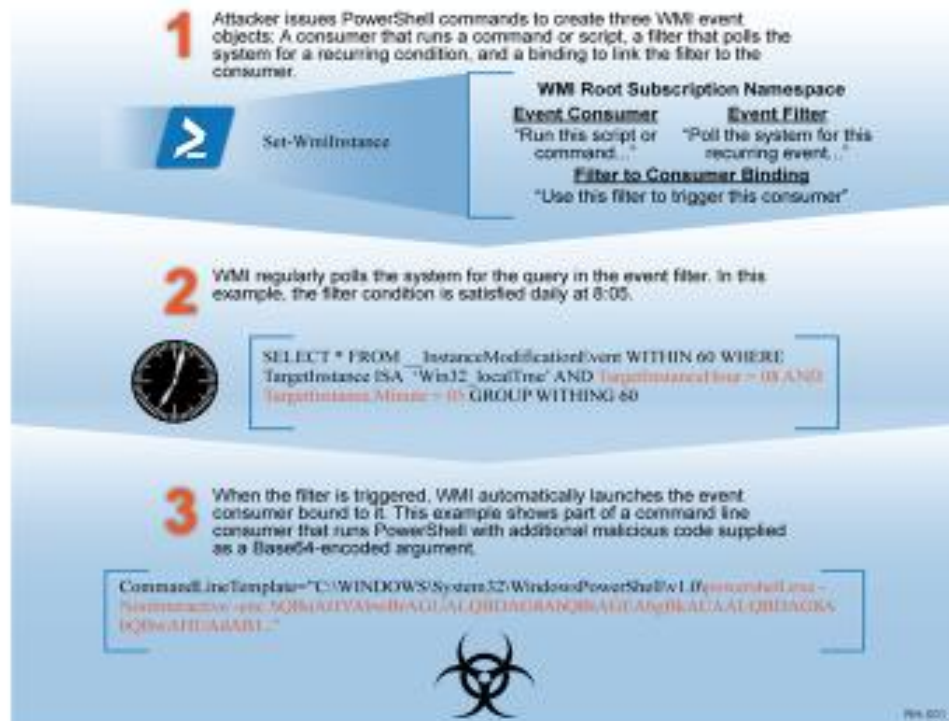 1 Attacker issues PowerShell commands to create three WMI event
objects: A consumer that runs a command or script, a filter that polls the
system for a recurring condition, and a binding to link the filter to the
consumer.
Set-WmiInstance
WMI Root Subscription Namespace
Event Consumer
"Run this script or
command..."
Event Filter
"Poll the system for this
recurring event..."
Filter to Consumer Binding
"Use this filter to trigger this consumer"
2 WMI regularly polls the system for the query in the event filter. In this
example, the filter condition is satisfied daily at 8:05.
SELECT * FROM __InstanceModificationEvent WITHIN 60 WHERE
TargetInstance ISA 'Win32_localTme' AND TargetInstanceHour = 08 AND
TargetInstance.Minute = 05 GROUP WITHING 60
3 When the filter is triggered, WMI automatically launches the event
consumer bound to it. This example shows part of a command line
consumer that runs PowerShell with additional malicious code supplied
as a Base64-encoded argument.
CommandLineTemplate="C:\WINDOWS\System32\WindowsPowerShell\v1.0\powershell.exe -
NonInteractive -enc